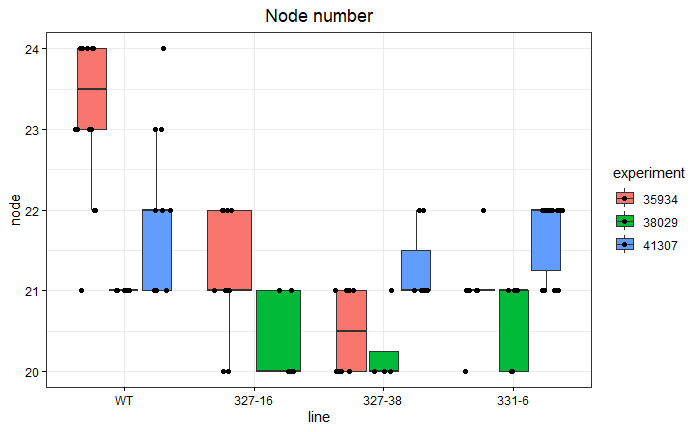 Node number
24
23
22
21
20
node
WT
327-16
327-38
331-6
line
experiment
35934
38029
41307